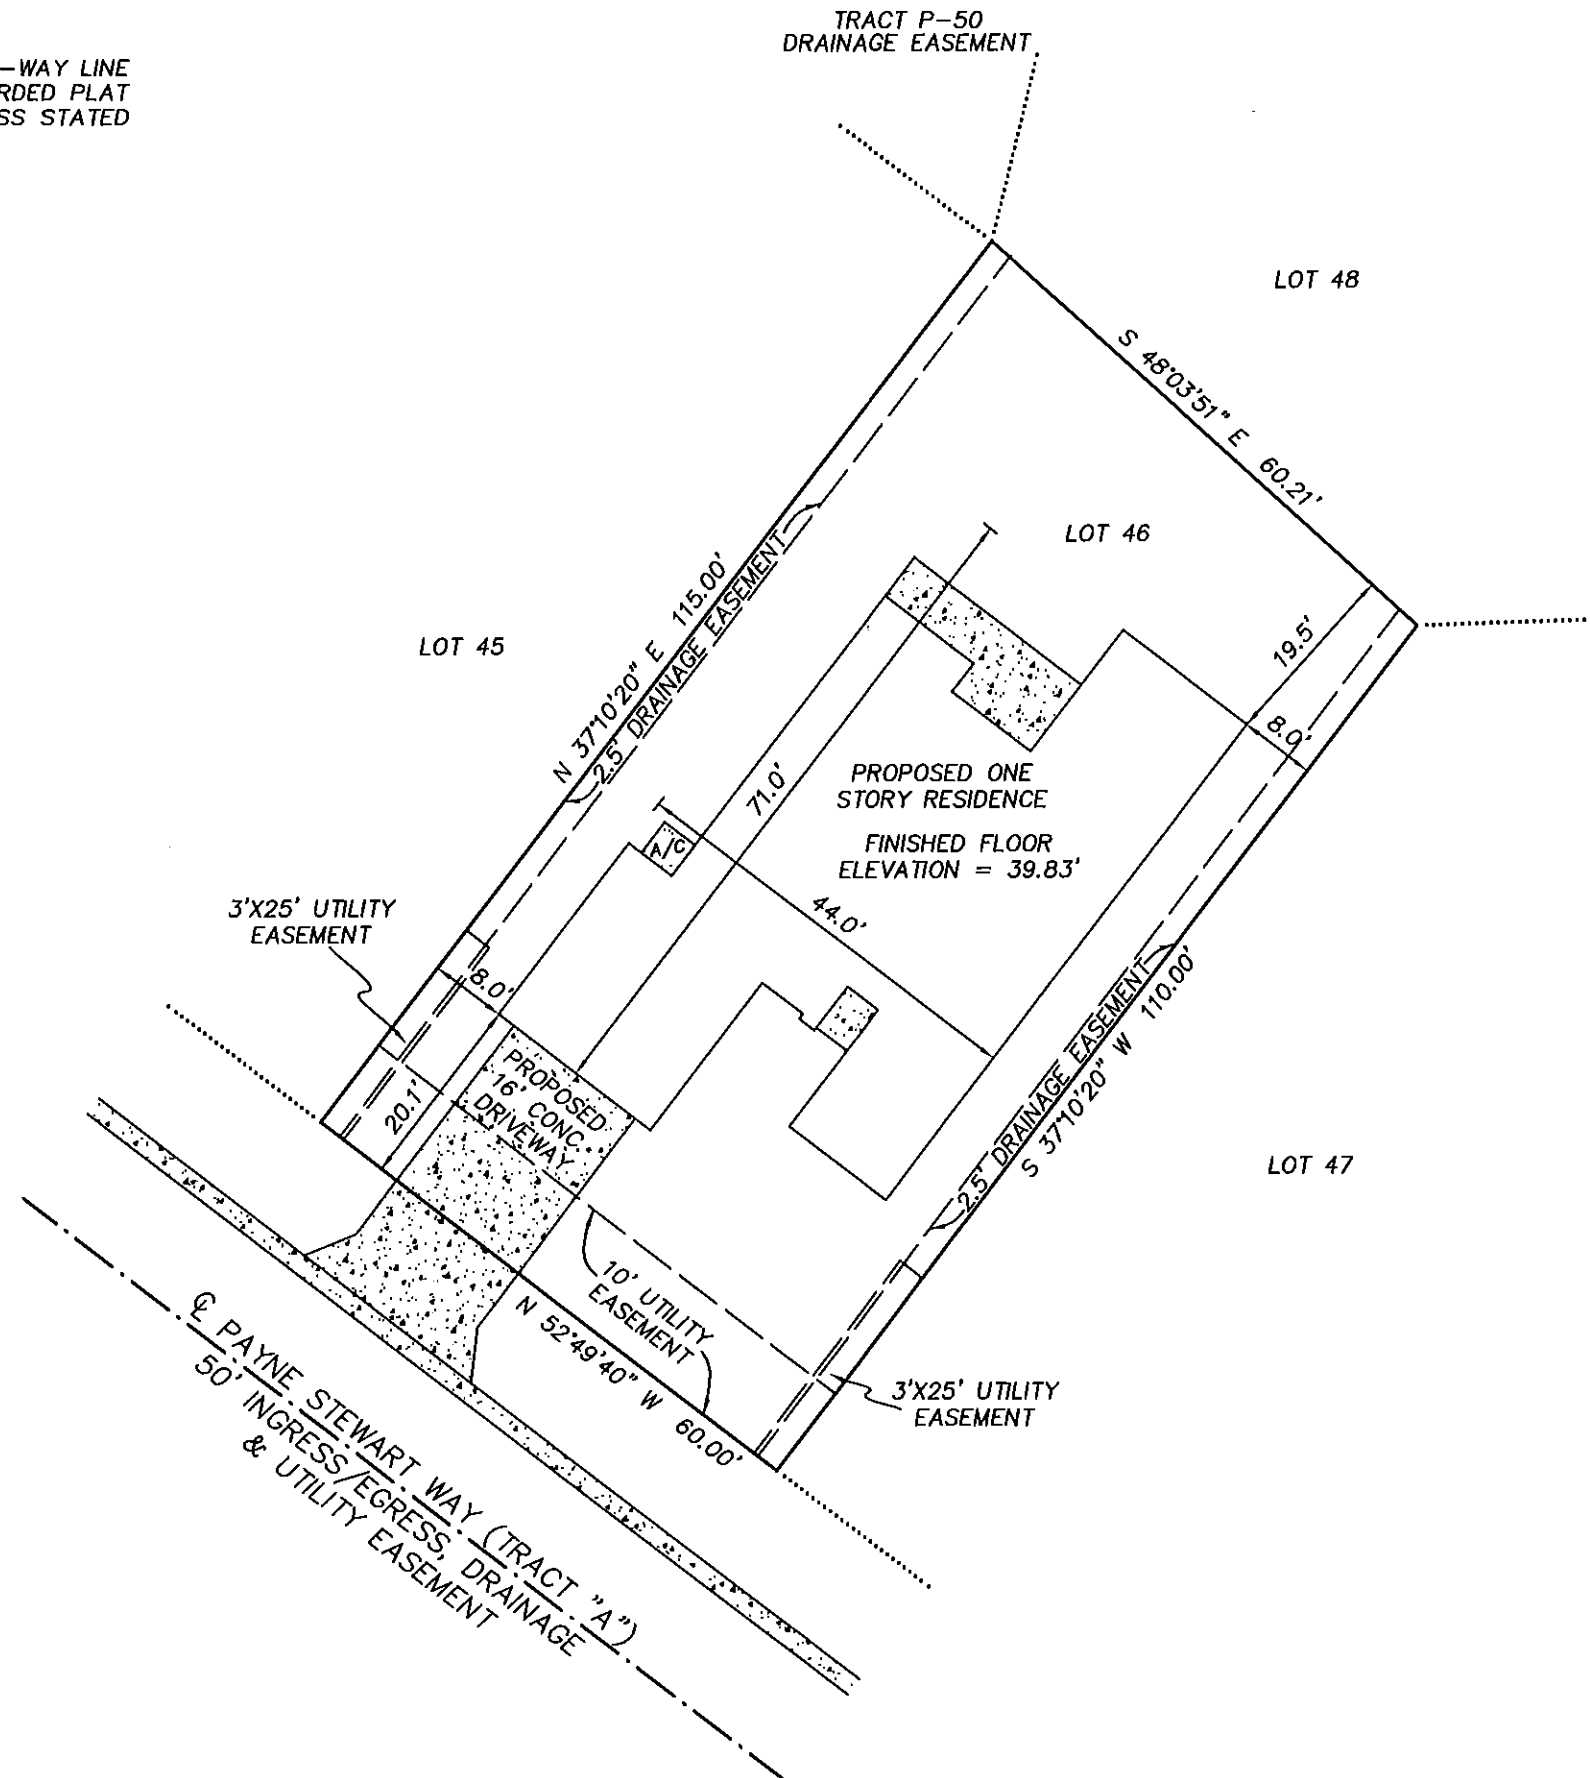 TRACT P-50
DRAINAGE EASEMENT
-WAY LINE
RDED PLAT
SS STATED
LOT 48
S 48°03'51" E 60.21'
LOT 46
N 37°10'20" E 115.00'
2.5' DRAINAGE EASEMENT
LOT 45
19.5'
8.0'
71.0'
PROPOSED ONE
STORY RESIDENCE
FINISHED FLOOR
ELEVATION = 39.83'
A/C
44.0'
3'X25' UTILITY
EASEMENT
8.0'
20.1'
PROPOSED
16' CONC.
DRIVEWAY
2.5' DRAINAGE EASEMENT
S 37°10'20" W 110.00'
LOT 47
10' UTILITY
EASEMENT
N 52°49'40" W 60.00'
3'X25' UTILITY
EASEMENT
℄ PAYNE STEWART WAY (TRACT "A")
50' INGRESS/EGRESS, DRAINAGE
& UTILITY EASEMENT